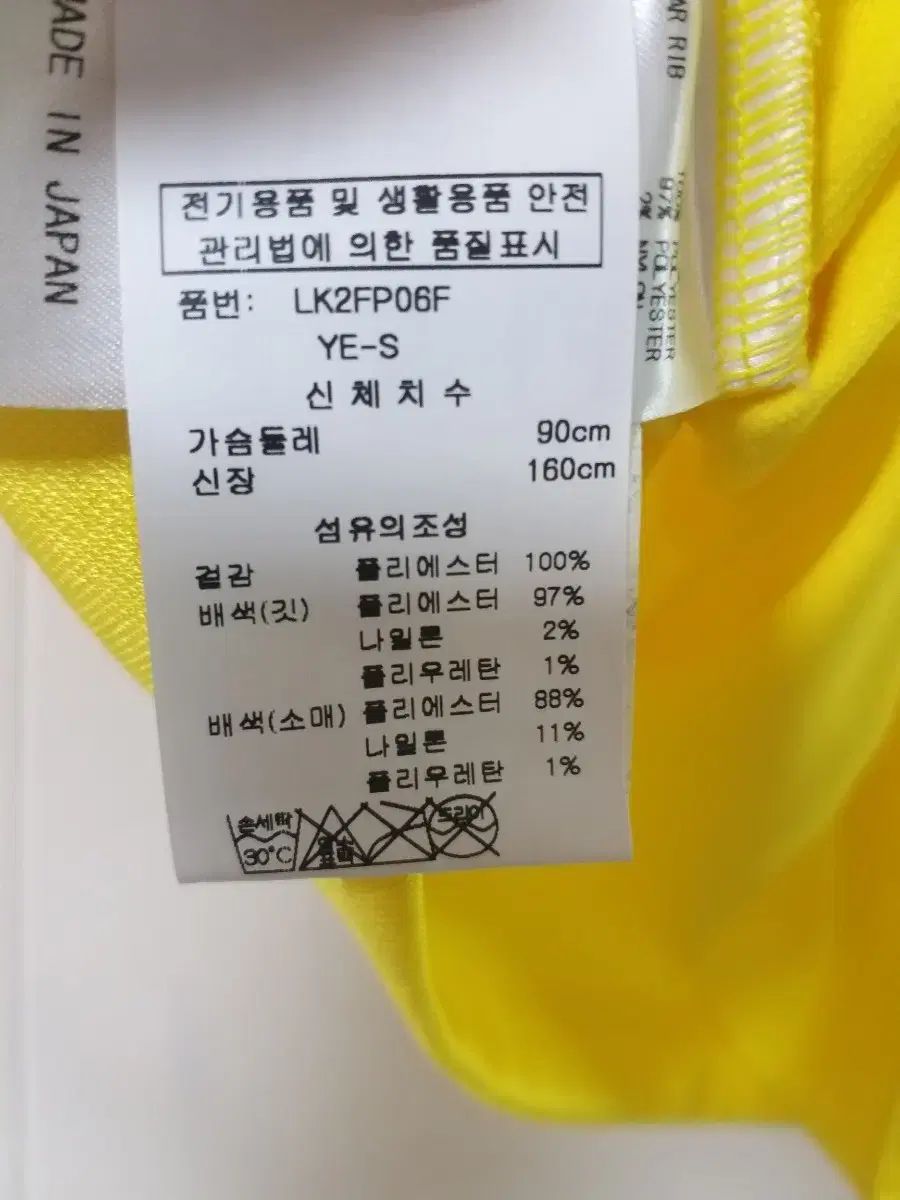 MADE IN JAPAN
전기용품 및 생활용품 안전
관리법에 의한 품질표시
품번: LK2FP06F
YE-S
신 체 치 수
가슴둘레 90cm
신장 160cm
섬유의조성
겉감 폴리에스터 100%
배색(깃) 폴리에스터 97%
나일론 2%
폴리우레탄 1%
배색(소매) 폴리에스터 88%
나일론 11%
폴리우레탄 1%
손세탁
30°C
드라이
RIB
97% POLYESTER
2%